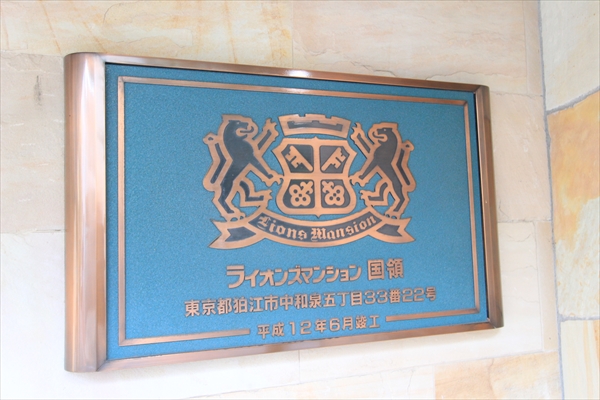 Lions Mansion
ライオンズマンション 国領
東京都狛江市中和泉五丁目33番22号
平成12年6月竣工